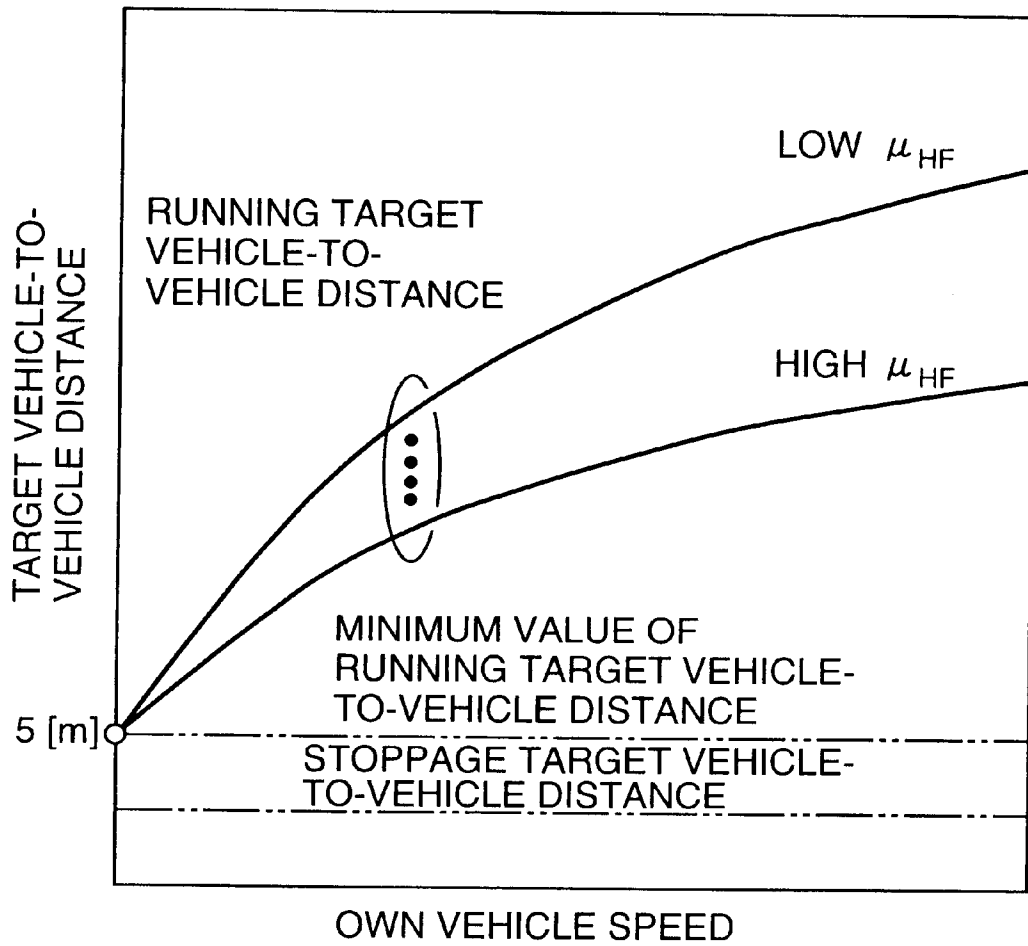 TARGET VEHICLE-TO-
VEHICLE DISTANCE
LOW μHF
RUNNING TARGET
VEHICLE-TO-
VEHICLE DISTANCE
HIGH μHF
MINIMUM VALUE OF
RUNNING TARGET VEHICLE-
TO-VEHICLE DISTANCE
5 [m]
STOPPAGE TARGET VEHICLE-
TO-VEHICLE DISTANCE
OWN VEHICLE SPEED